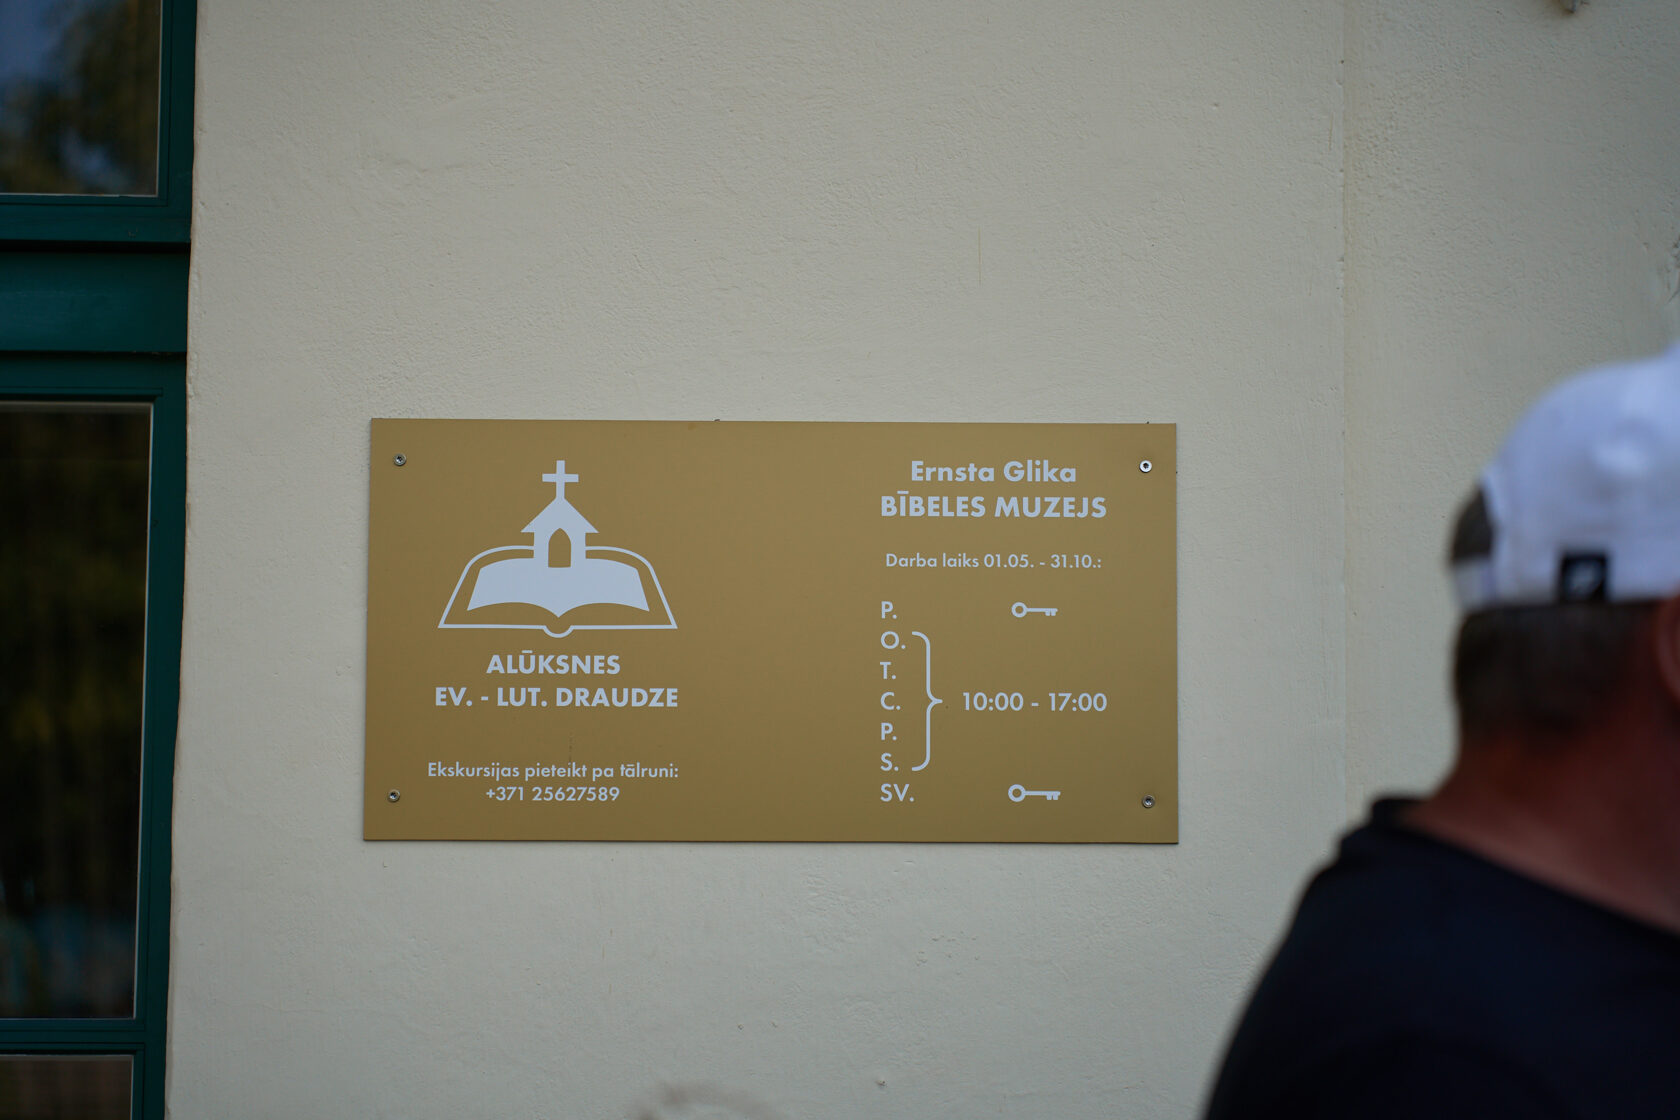 ALŪKSNES
EV. - LUT. DRAUDZE
Ekskursijas pieteikt pa tālruni:
+371 25627589
Ernsta Glika
BĪBELES MUZEJS
Darba laiks 01.05. - 31.10.:
P.
O.
T.
C. 10:00 - 17:00
P.
S.
SV.